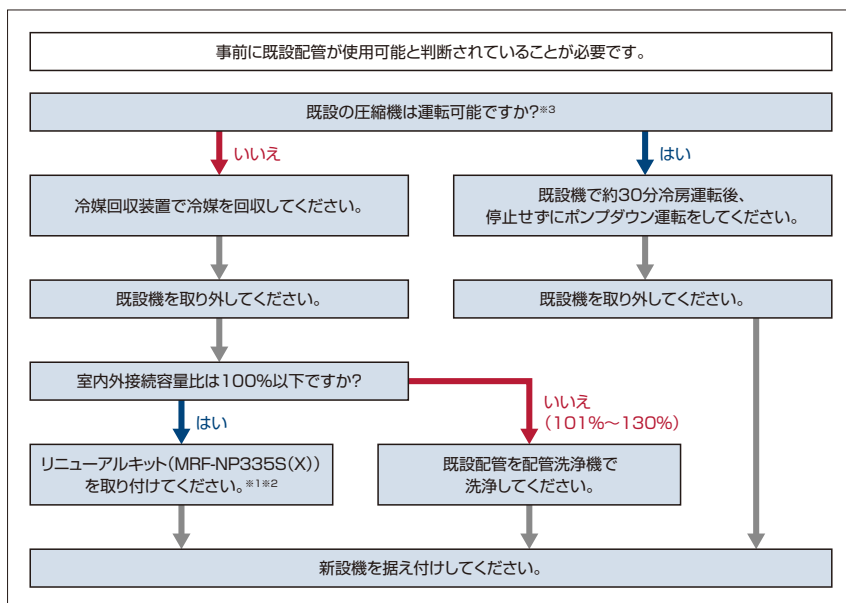 事前に既設配管が使用可能と判断されていることが必要です。
既設の圧縮機は運転可能ですか?※3
いいえ
はい
冷媒回収装置で冷媒を回収してください。
既設機で約30分冷房運転後、
停止せずにポンプダウン運転をしてください。
既設機を取り外してください。
既設機を取り外してください。
室内外接続容量比は100%以下ですか?
はい
いいえ
(101%~130%)
リニューアルキット(MRF-NP335S(X))
を取り付けてください。※1※2
既設配管を配管洗浄機で
洗浄してください。
新設機を据え付けしてください。